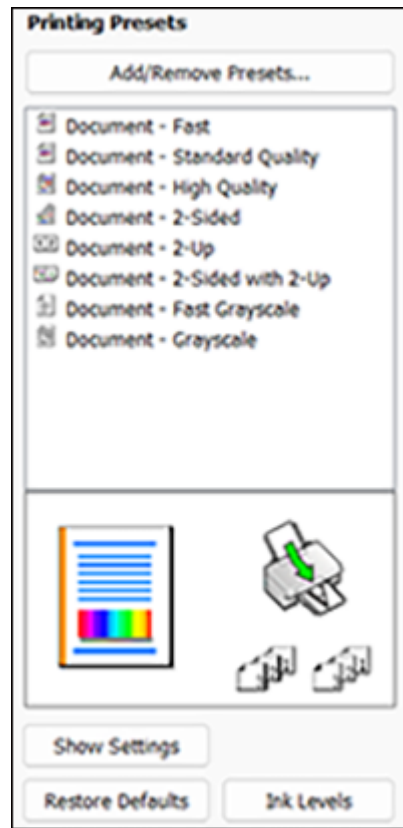 Printing Presets
Add/Remove Presets...
Document - Fast
Document - Standard Quality
Document - High Quality
Document - 2-Sided
Document - 2-Up
Document - 2-Sided with 2-Up
Document - Fast Grayscale
Document - Grayscale
Show Settings
Restore Defaults
Ink Levels